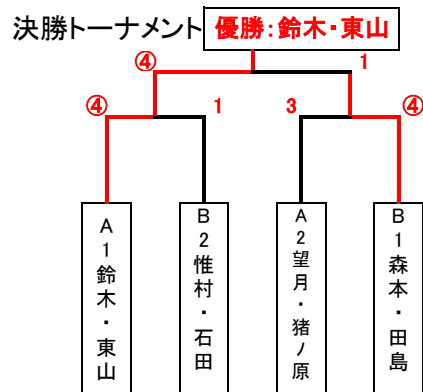 決勝トーナメント 優勝:鈴木・東山
④ 1
④ 1 3 ④
A1鈴木・東山
B2惟村・石田
A2望月・猪ノ原
B1森本・田島